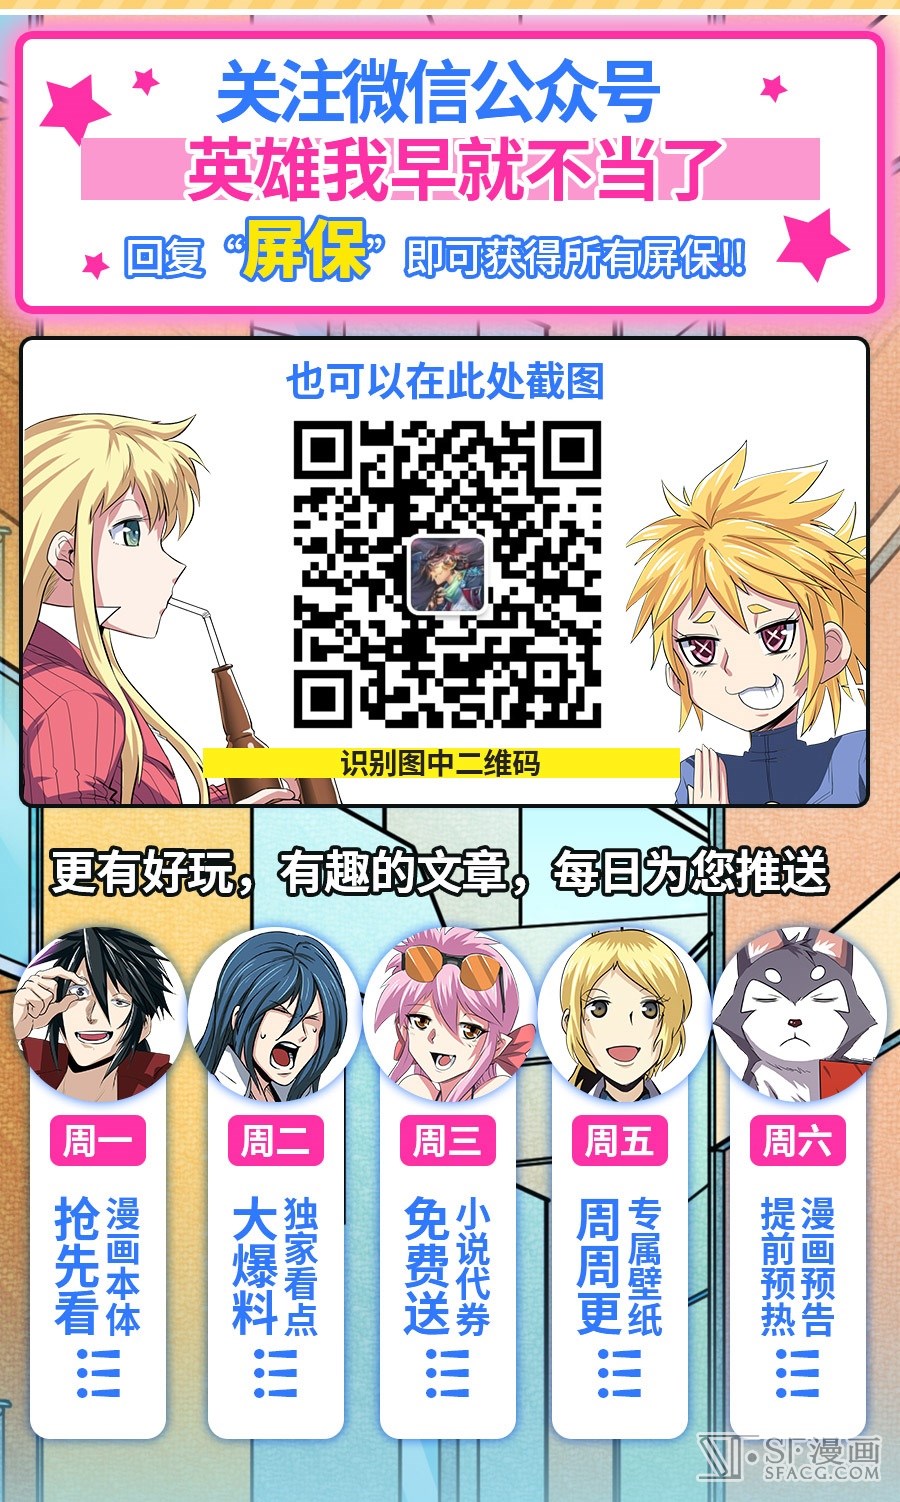 关注微信公众号
英雄我早就不当了
回复“屏保”即可获得所有屏保!!
也可以在此处截图
识别图中二维码
更有好玩，有趣的文章，每日为您推送
周一
漫画本体
抢先看!!!
周二
独家看点
大爆料!!!
周三
小说代券
免费送!!!
周五
专属壁纸
周周更!!!
周六
漫画预告
提前预热!!!
SF漫画
SFACG.COM